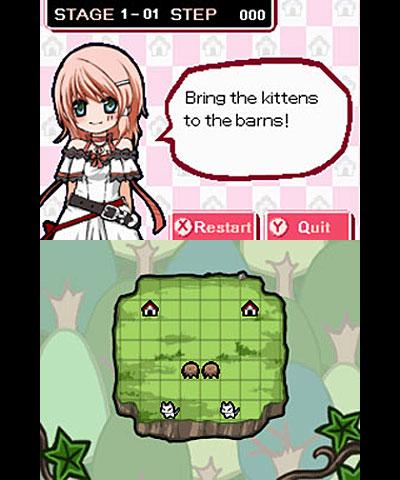 STAGE 1-01 STEP 000
Bring the kittens
to the barns!
X Restart Y Quit